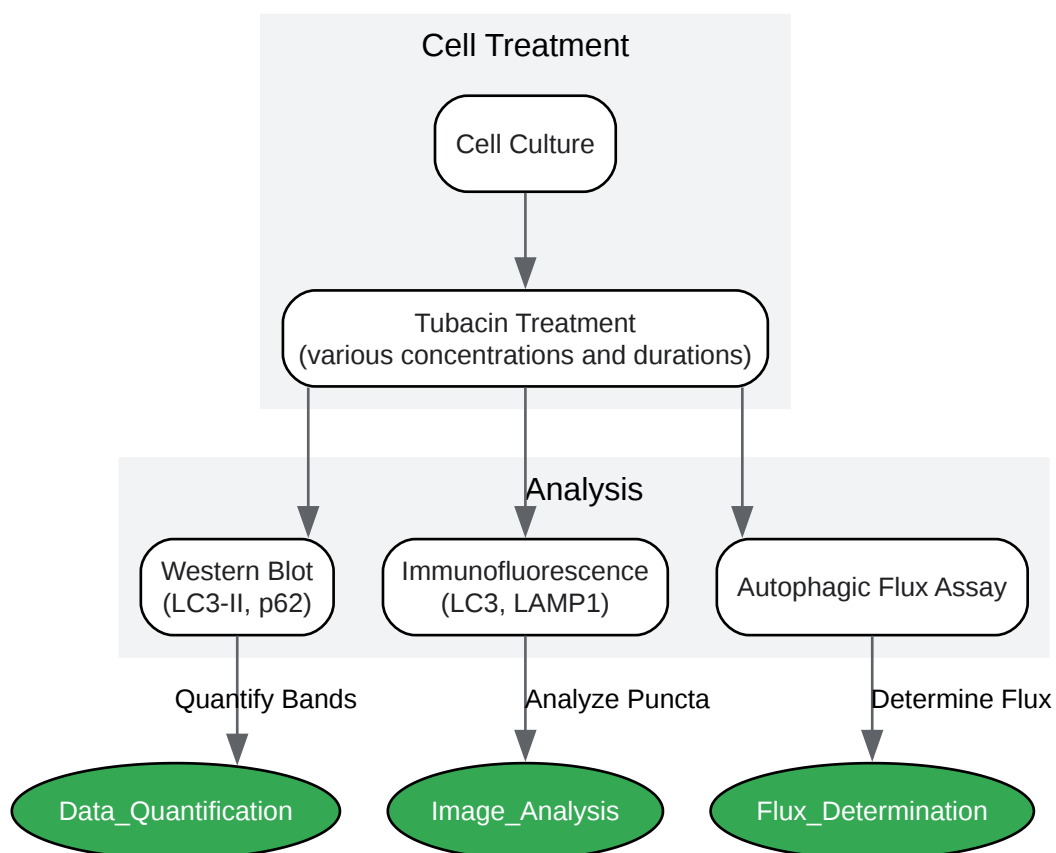 Cell Treatment
Cell Culture
Tubacin Treatment
(various concentrations and durations)
Analysis
Western Blot
(LC3-II, p62)
Immunofluorescence
(LC3, LAMP1)
Autophagic Flux Assay
Quantify Bands
Analyze Puncta
Determine Flux
Data_Quantification
Image_Analysis
Flux_Determination